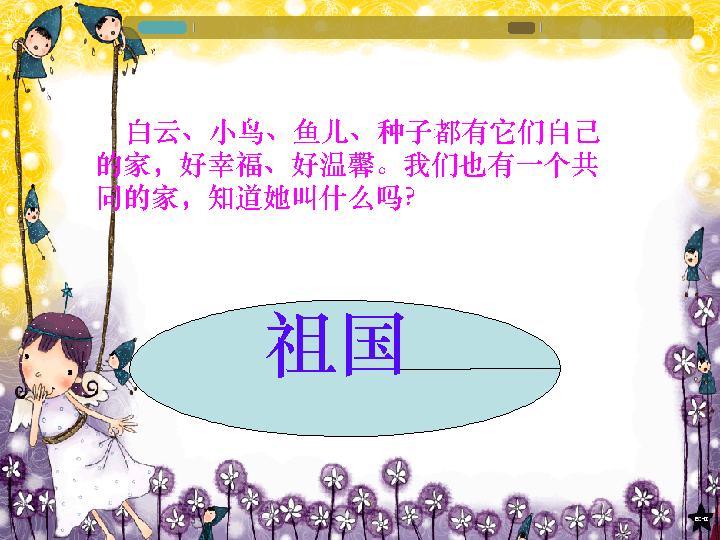 白云、小鸟、鱼儿、种子都有它们自己
的家，好幸福、好温馨。我们也有一个共
同的家，知道她叫什么吗?
祖国